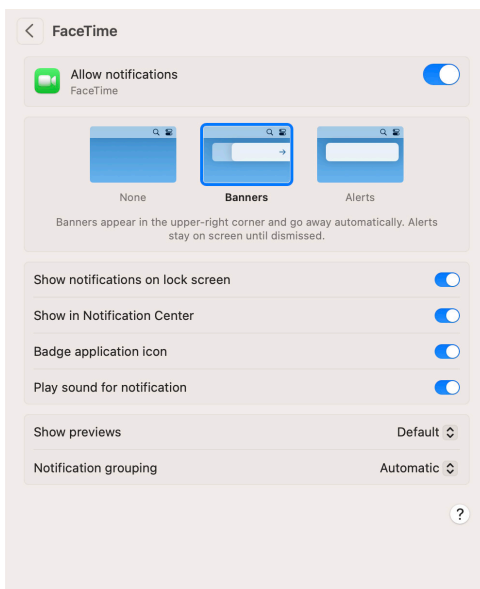 FaceTime
Allow notifications
FaceTime
None
Banners
Alerts
Banners appear in the upper-right corner and go away automatically. Alerts
stay on screen until dismissed.
Show notifications on lock screen
Show in Notification Center
Badge application icon
Play sound for notification
Show previews
Default
Notification grouping
Automatic
?